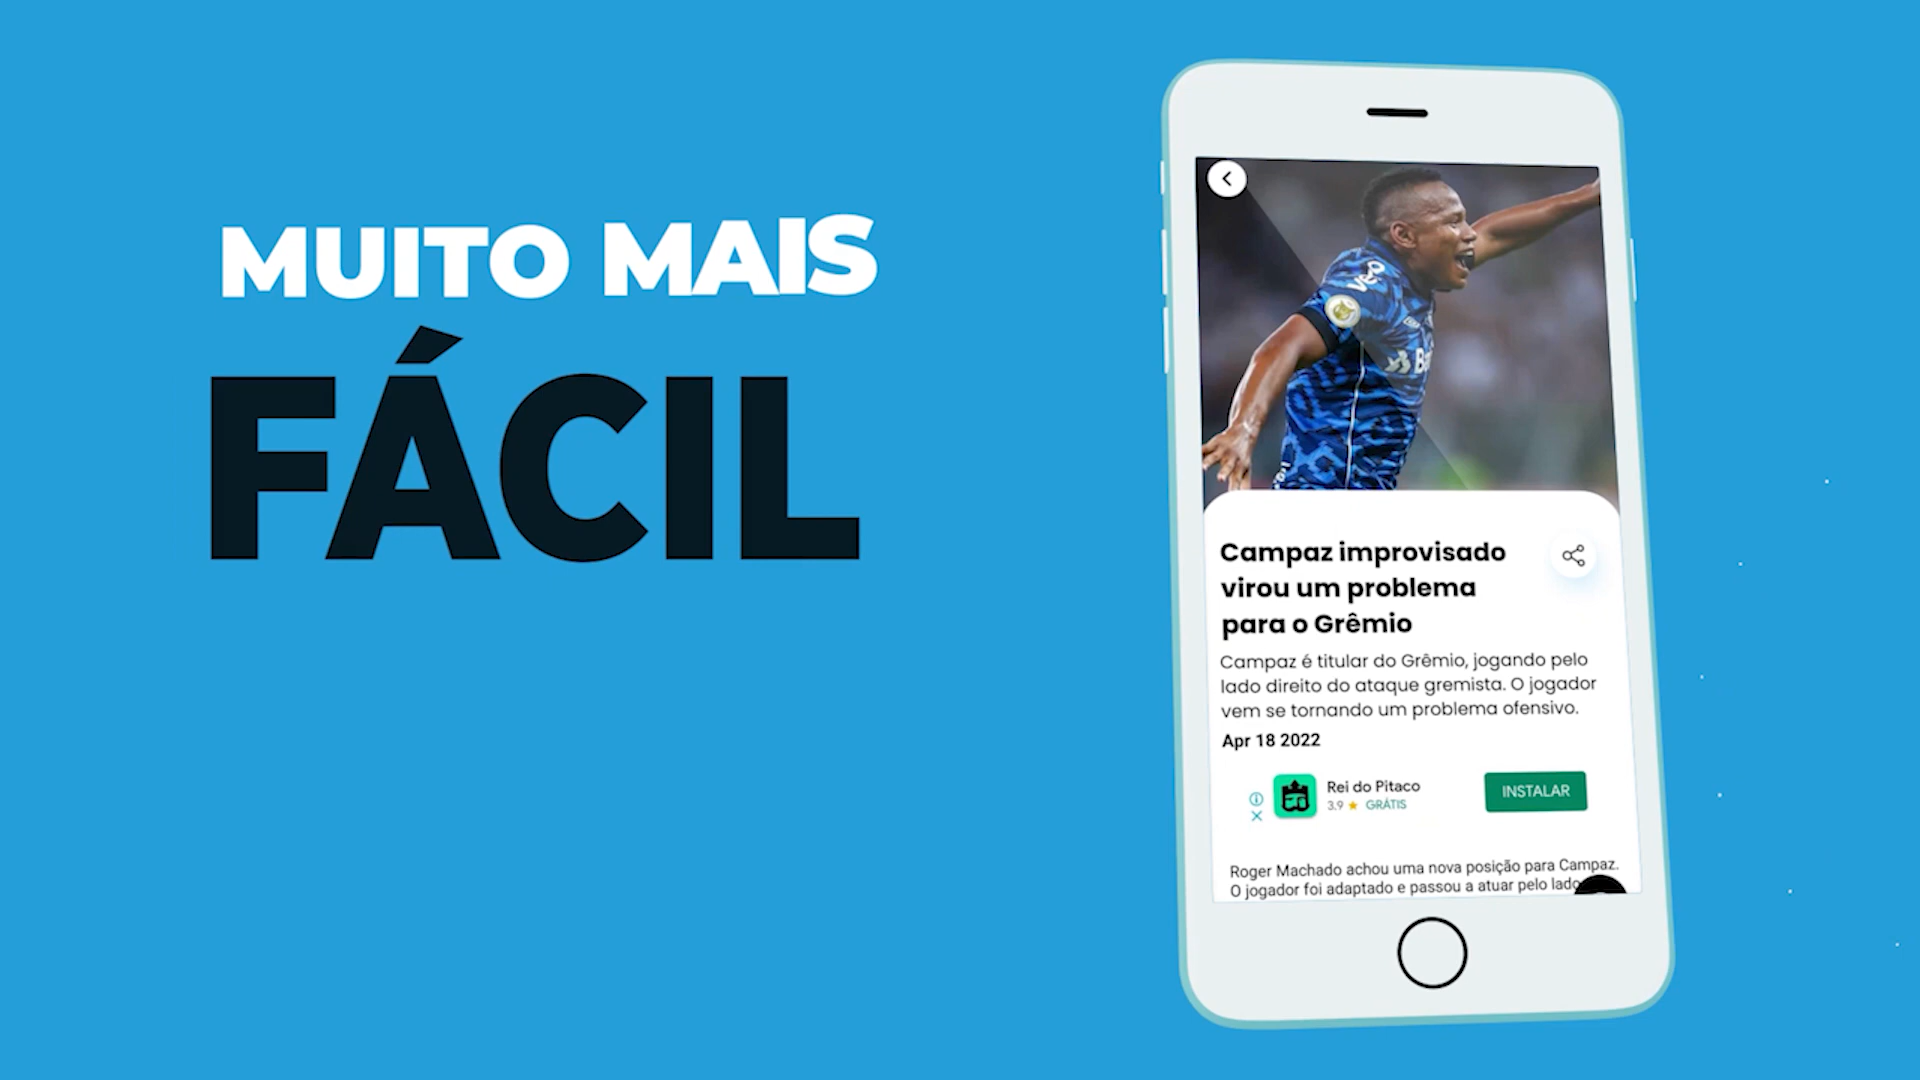 MUITO MAIS
FÁCIL
Campaz improvisado
virou um problema
para o Grêmio
Campaz é titular do Grêmio, jogando pelo
lado direito do ataque gremista. O jogador
vem se tornando um problema ofensivo.
Apr 18 2022
Rei do Pitaco
3.9 ★ GRÁTIS
INSTALAR
Roger Machado achou uma nova posição para Campaz.
O jogador foi adaptado e passou a atuar pelo lado